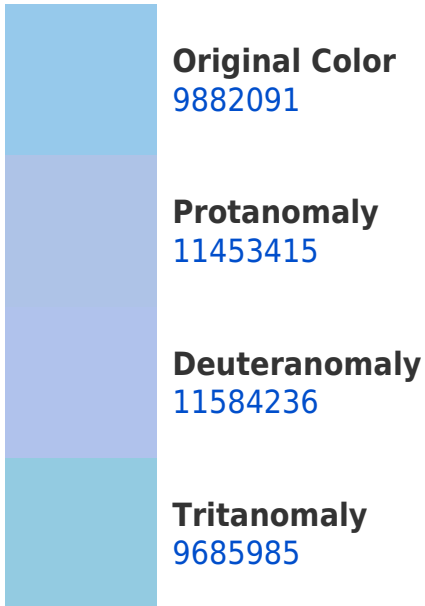 Original Color
9882091
Protanomaly
11453415
Deuteranomaly
11584236
Tritanomaly
9685985